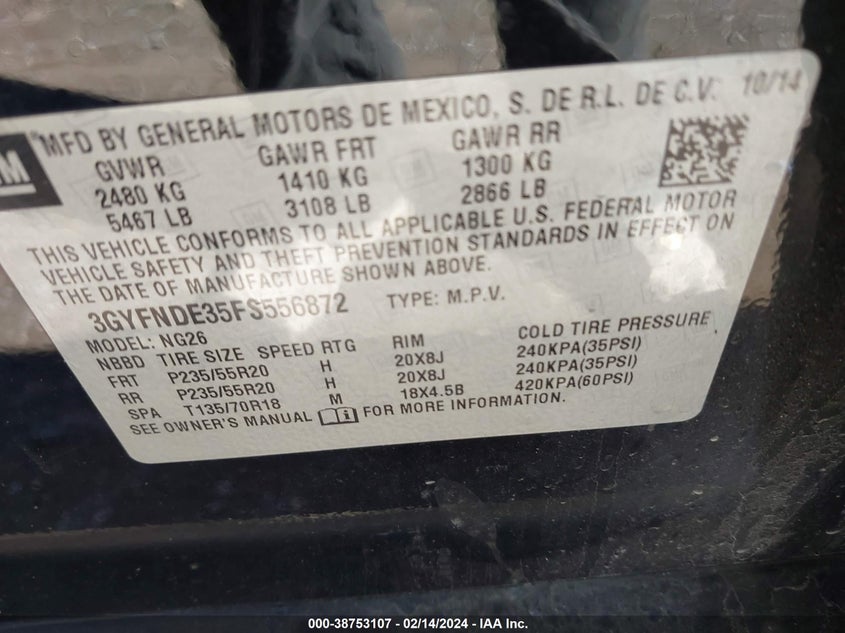 GM
MFD BY GENERAL MOTORS DE MEXICO, S. DE R.L. DE C.V. 10/14
GVWR GAWR FRT GAWR RR
2480 KG 1410 KG 1300 KG
5467 LB 3108 LB 2866 LB
THIS VEHICLE CONFORMS TO ALL APPLICABLE U.S. FEDERAL MOTOR
VEHICLE SAFETY AND THEFT PREVENTION STANDARDS IN EFFECT ON
THE DATE OF MANUFACTURE SHOWN ABOVE.
3GYFNDE35FS556872 TYPE: M.P.V.
MODEL: NG26
NBBD TIRE SIZE SPEED RTG RIM COLD TIRE PRESSURE
FRT P235/55R20 H 20X8J 240KPA(35PSI)
RR P235/55R20 H 20X8J 240KPA(35PSI)
SPA T135/70R18 M 18X4.5B 420KPA(60PSI)
SEE OWNER'S MANUAL FOR MORE INFORMATION.
000-38753107 - 02/14/2024 - IAA Inc.